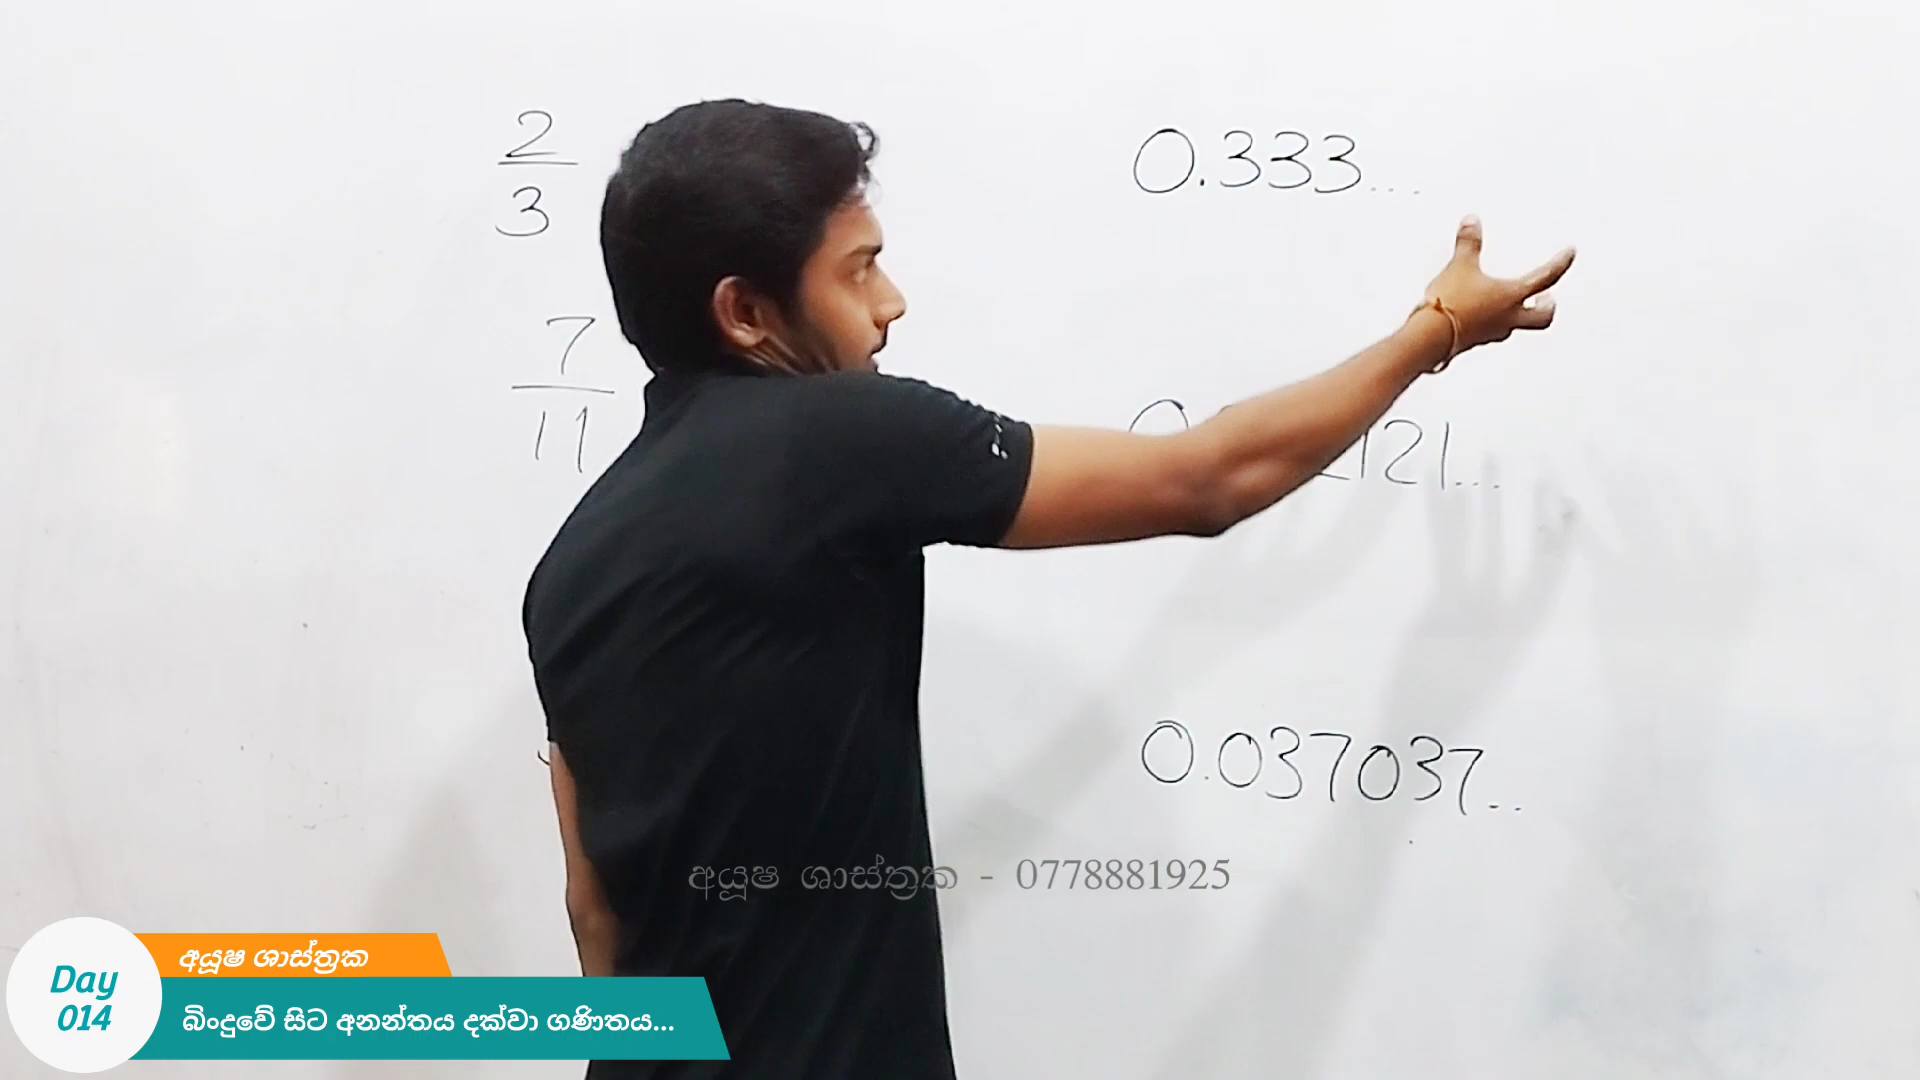 2
3
0.333...
7
11
121...
0.037037..
අයූෂ ශාස්ත්‍රක - 0778881925
Day
014
අයූෂ ශාස්ත්‍රක
බිංදුවේ සිට අනන්තය දක්වා ගණිතය...